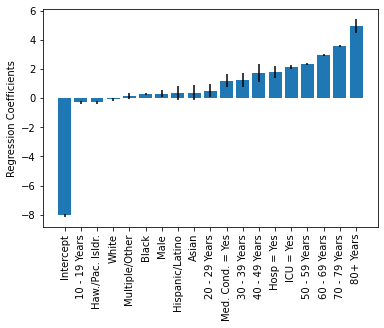 Regression Coefficients
6
4
2
0
−2
−4
−6
−8
Intercept
10 - 19 Years
Haw./Pac. Isldr.
White
Multiple/Other
Black
Male
Hispanic/Latino
Asian
20 - 29 Years
Med. Cond. = Yes
30 - 39 Years
40 - 49 Years
Hosp = Yes
ICU = Yes
50 - 59 Years
60 - 69 Years
70 - 79 Years
80+ Years